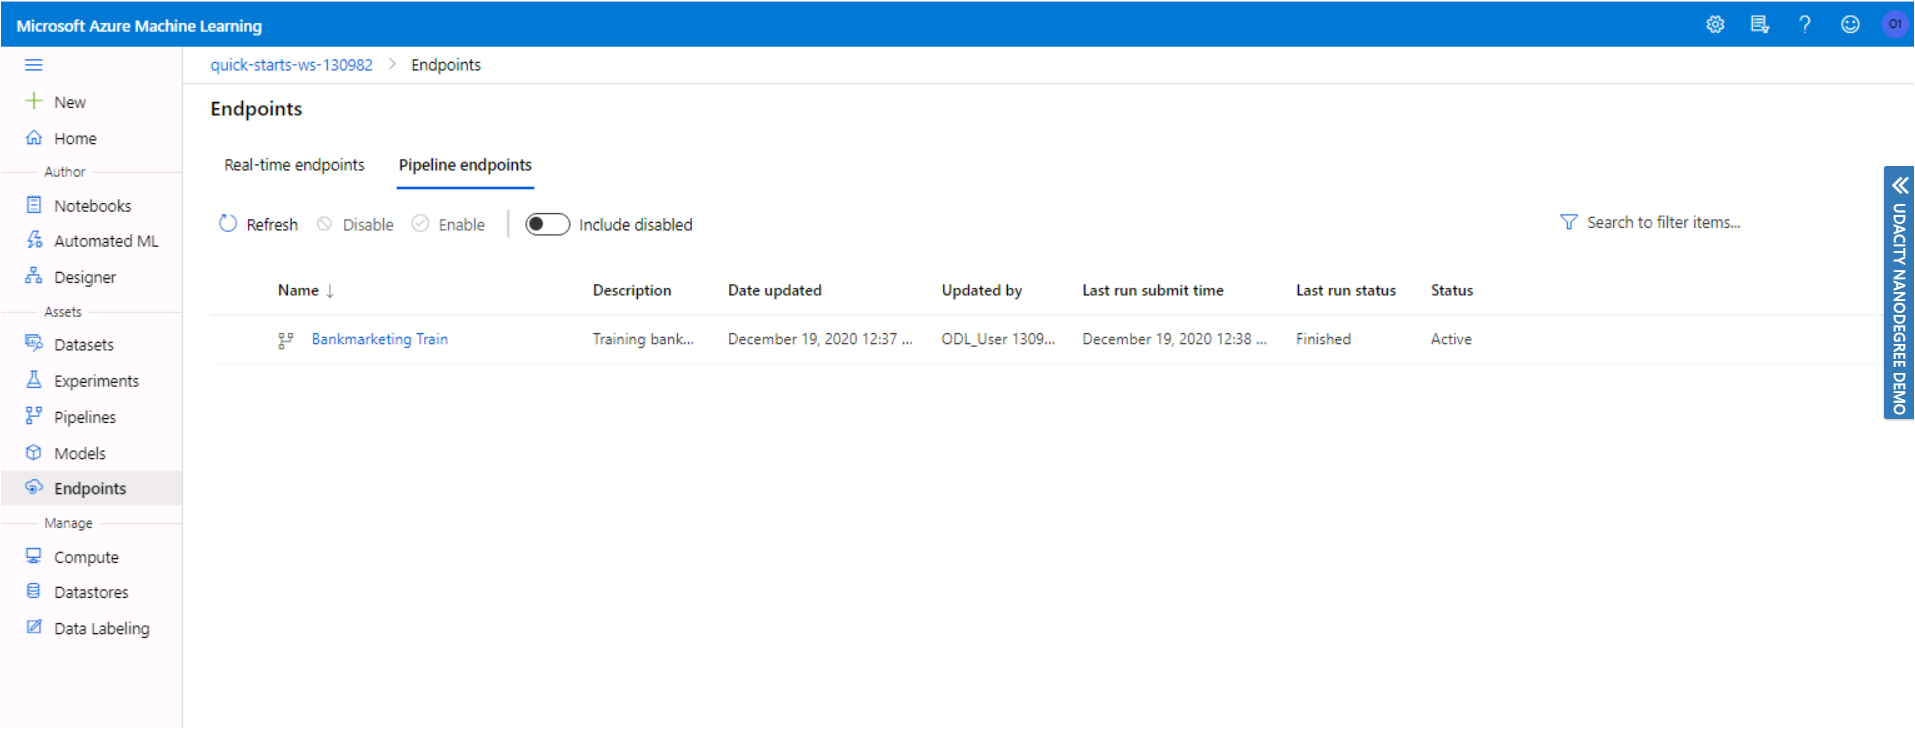 Microsoft Azure Machine Learning
? O1
quick-starts-ws-130982 > Endpoints
New
Home
Author
Notebooks
Automated ML
Designer
Assets
Datasets
Experiments
Pipelines
Models
Endpoints
Manage
Compute
Datastores
Data Labeling
Endpoints
Real-time endpoints Pipeline endpoints
Refresh Disable Enable Include disabled Search to filter items...
Name ↓ Description Date updated Updated by Last run submit time Last run status Status
Bankmarketing Train Training bank... December 19, 2020 12:37 ... ODL_User 1309... December 19, 2020 12:38 ... Finished Active
UDACITY NANODEGREE DEMO